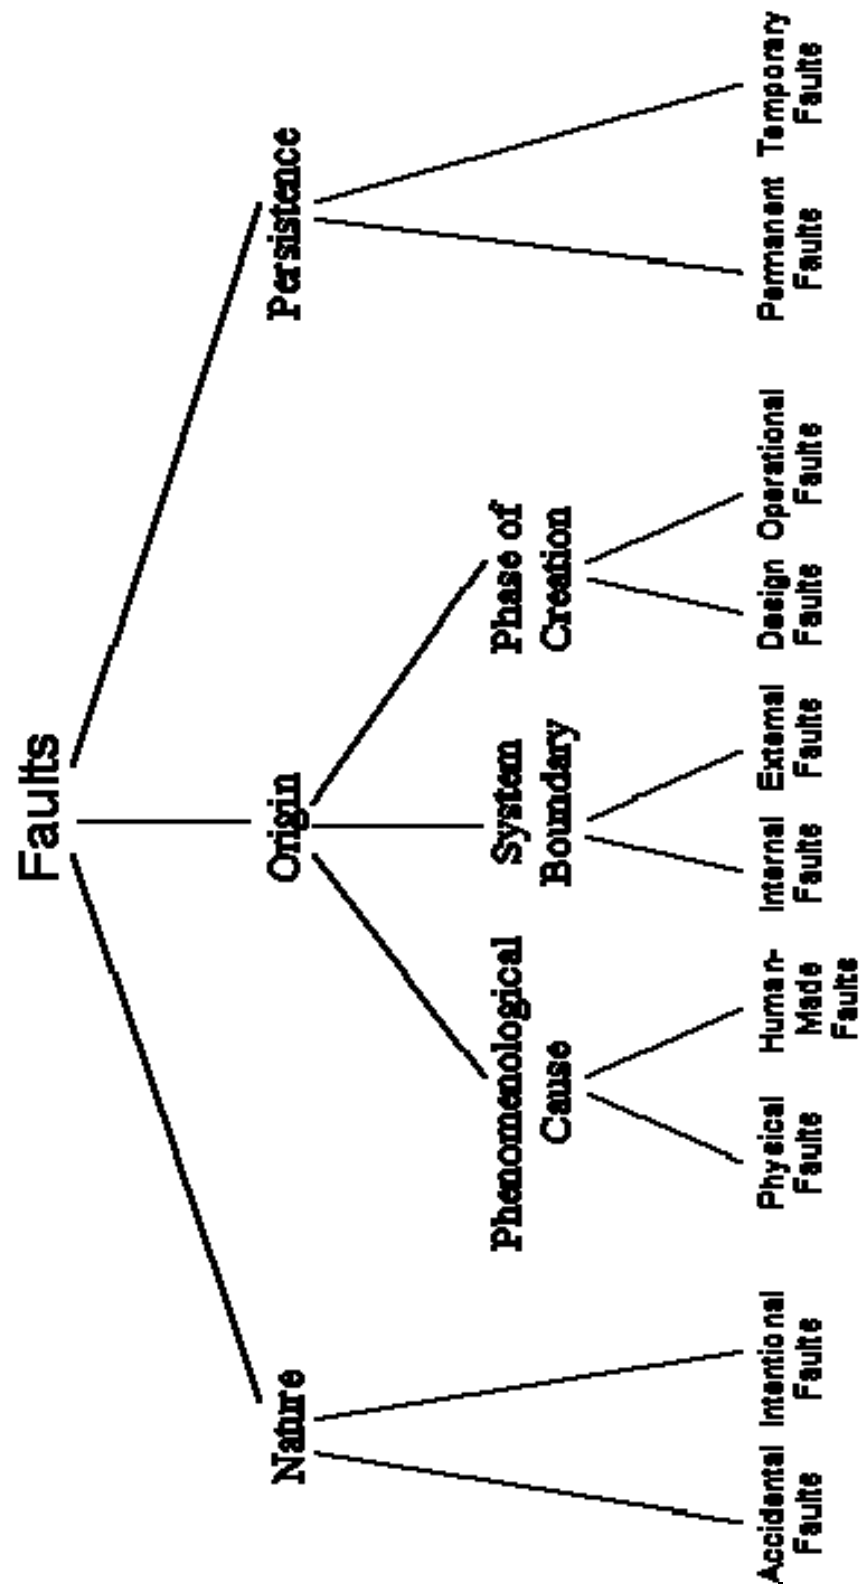 Faults
Nature
Origin
Persistence
Phenomenological
Cause
System
Boundary
Phase of
Creation
Accidental
Faults
Intentional
Faults
Physical
Faults
Human-
Made
Faults
Internal
Faults
External
Faults
Design
Faults
Operational
Faults
Permanent
Faults
Temporary
Faults